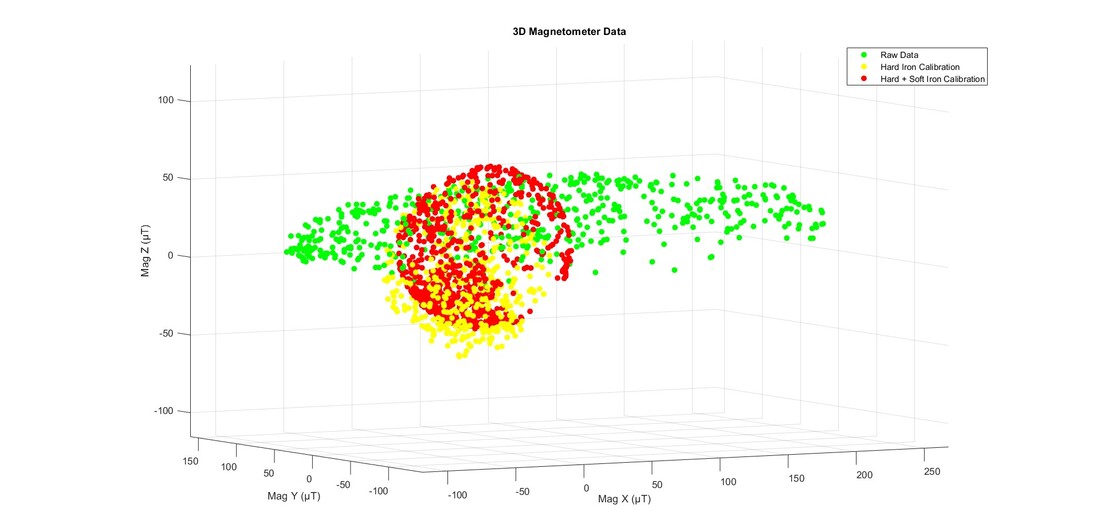 3D Magnetometer Data
Raw Data
Hard Iron Calibration
Hard + Soft Iron Calibration
100
50
0
-50
-100
Mag Z (µT)
150
100
50
0
-50
-100
Mag Y (µT)
-100
-50
0
50
100
150
200
250
Mag X (µT)